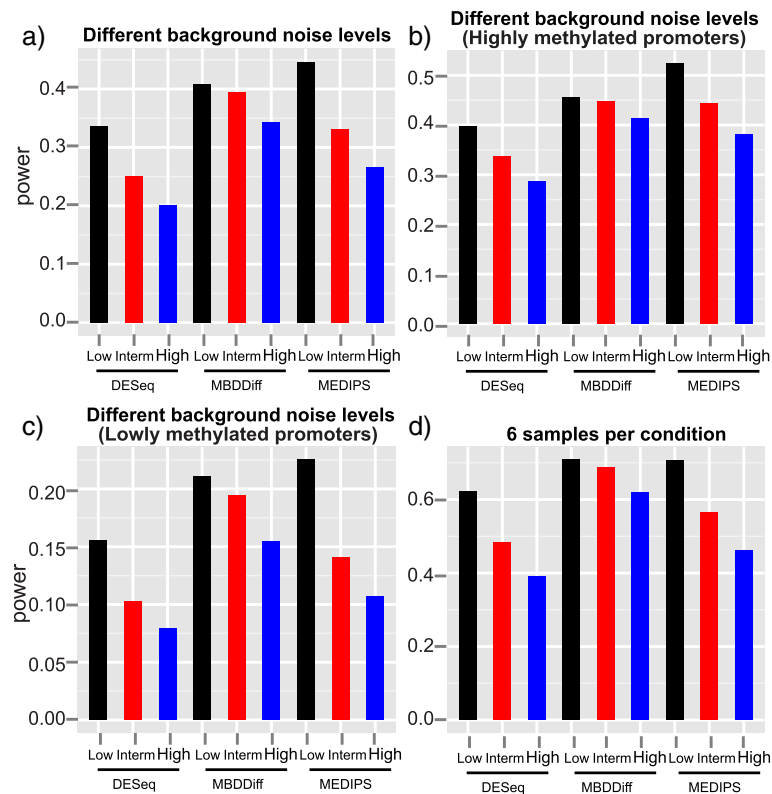 a)
Different background noise levels
power
0.4
0.3
0.2
0.1
0.0
Low Interm High Low Interm High Low Interm High
DESeq MBDDiff MEDIPS
b)
Different background noise levels
(Highly methylated promoters)
0.5
0.4
0.3
0.2
0.1
0.0
Low Interm High Low Interm High Low Interm High
DESeq MBDDiff MEDIPS
c)
Different background noise levels
(Lowly methylated promoters)
power
0.20
0.15
0.10
0.05
0.00
Low Interm High Low Interm High Low Interm High
DESeq MBDDiff MEDIPS
d)
6 samples per condition
0.6
0.4
0.2
0.0
Low Interm High Low Interm High Low Interm High
DESeq MBDDiff MEDIPS